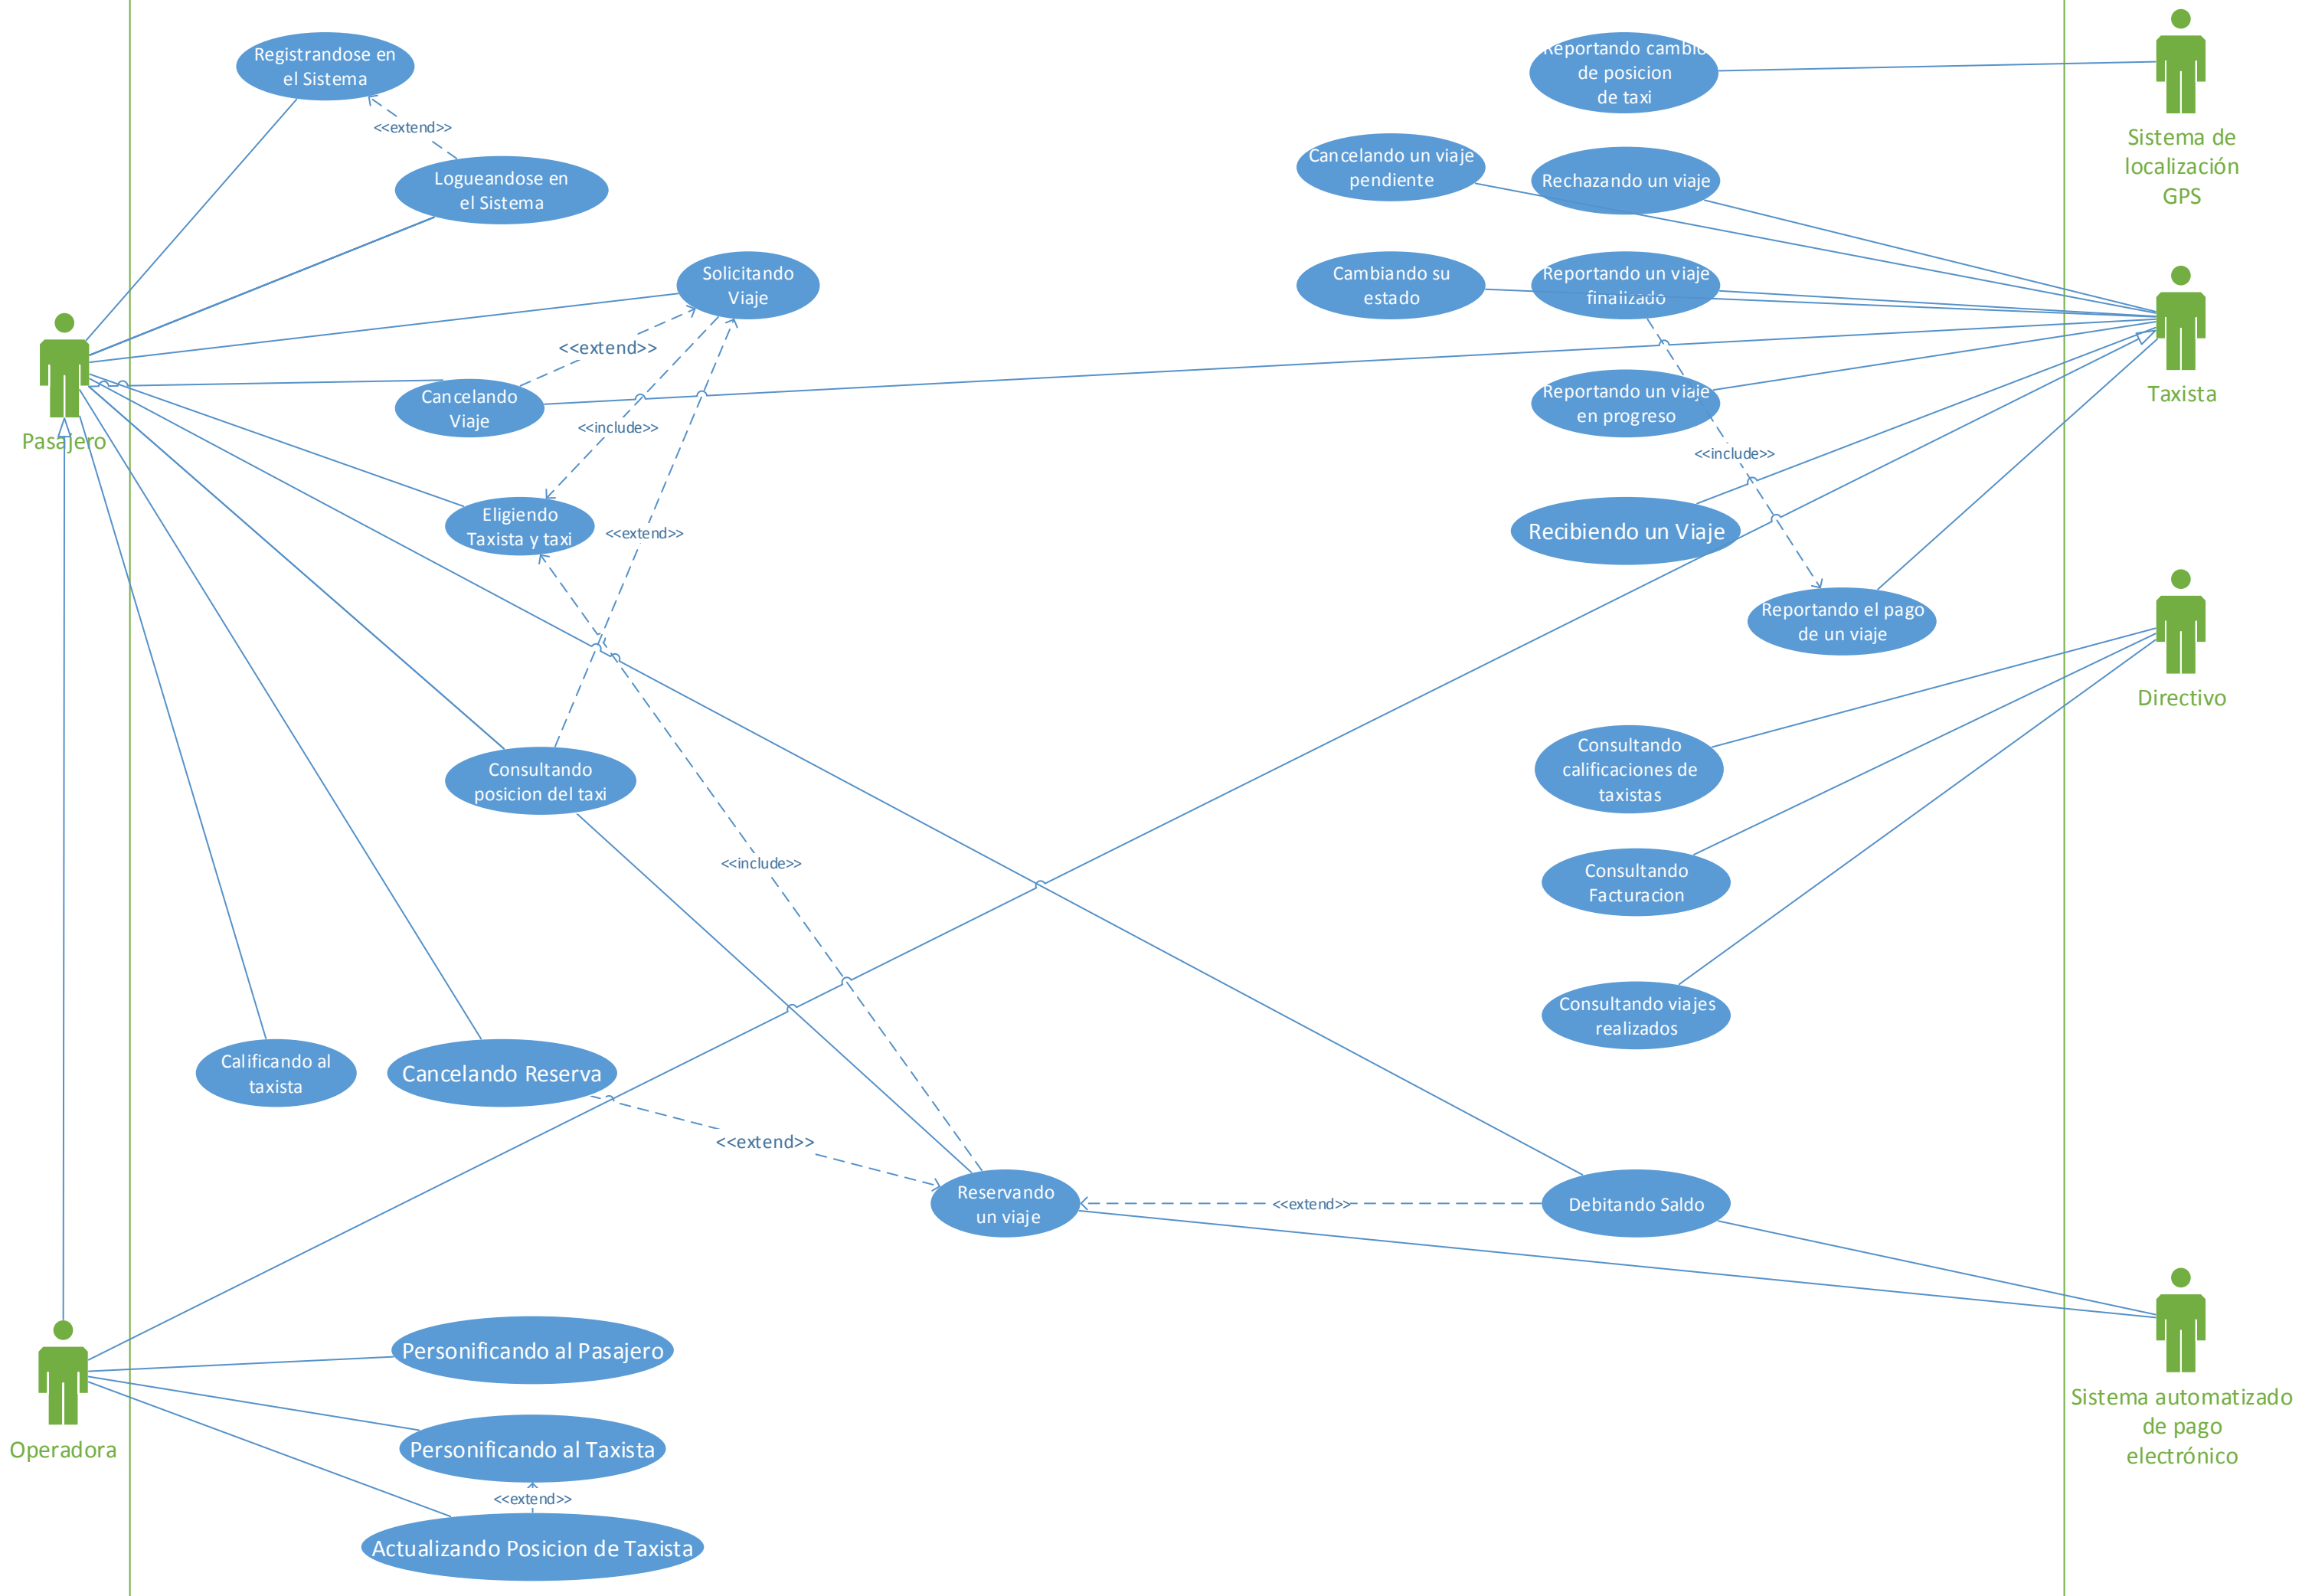 Registrandose en
el Sistema
<<extend>>
Logueandose en
el Sistema
Solicitando
Viaje
<<extend>>
Cancelando
Viaje
<<include>>
Pasajero
Eligiendo
Taxista y taxi
<<extend>>
Consultando
posicion del taxi
<<include>>
Calificando al
taxista
Cancelando Reserva
<<extend>>
Reservando
un viaje
<<extend>>
Debitando Saldo
Personificando al Pasajero
Operadora
Personificando al Taxista
<<extend>>
Actualizando Posicion de Taxista
Reportando cambio
de posicion
de taxi
Sistema de
localización
GPS
Cancelando un viaje
pendiente
Rechazando un viaje
Cambiando su
estado
Reportando un viaje
finalizado
Taxista
Reportando un viaje
en progreso
<<include>>
Recibiendo un Viaje
Reportando el pago
de un viaje
Directivo
Consultando
calificaciones de
taxistas
Consultando
Facturacion
Consultando viajes
realizados
Sistema automatizado
de pago
electrónico